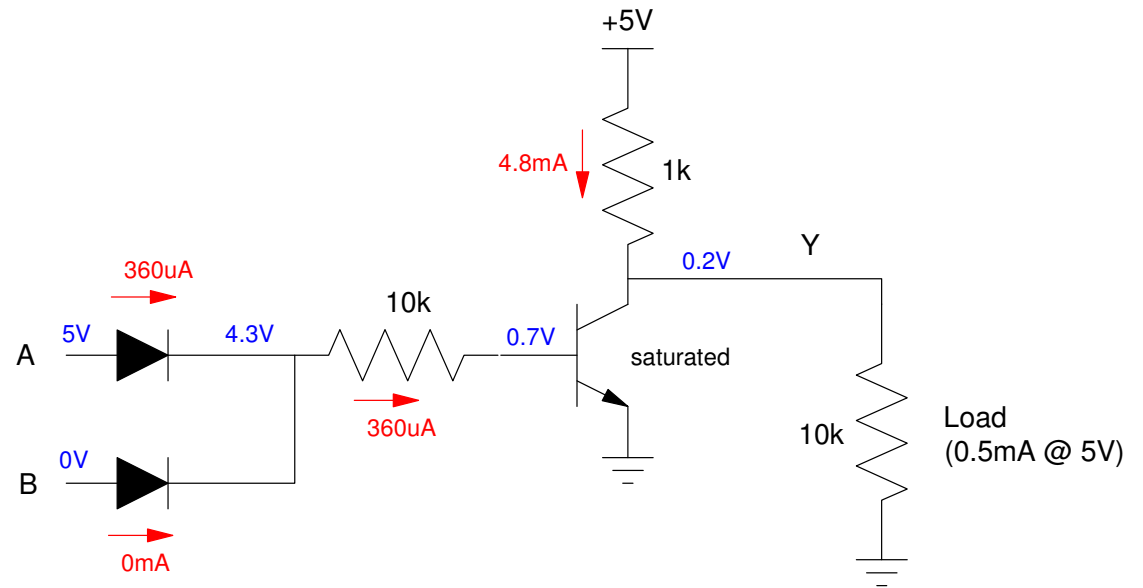 +5V
4.8mA
1k
0.2V
Y
360uA
10k
A
5V
4.3V
0.7V
saturated
360uA
10k
Load
(0.5mA @ 5V)
B
0V
0mA